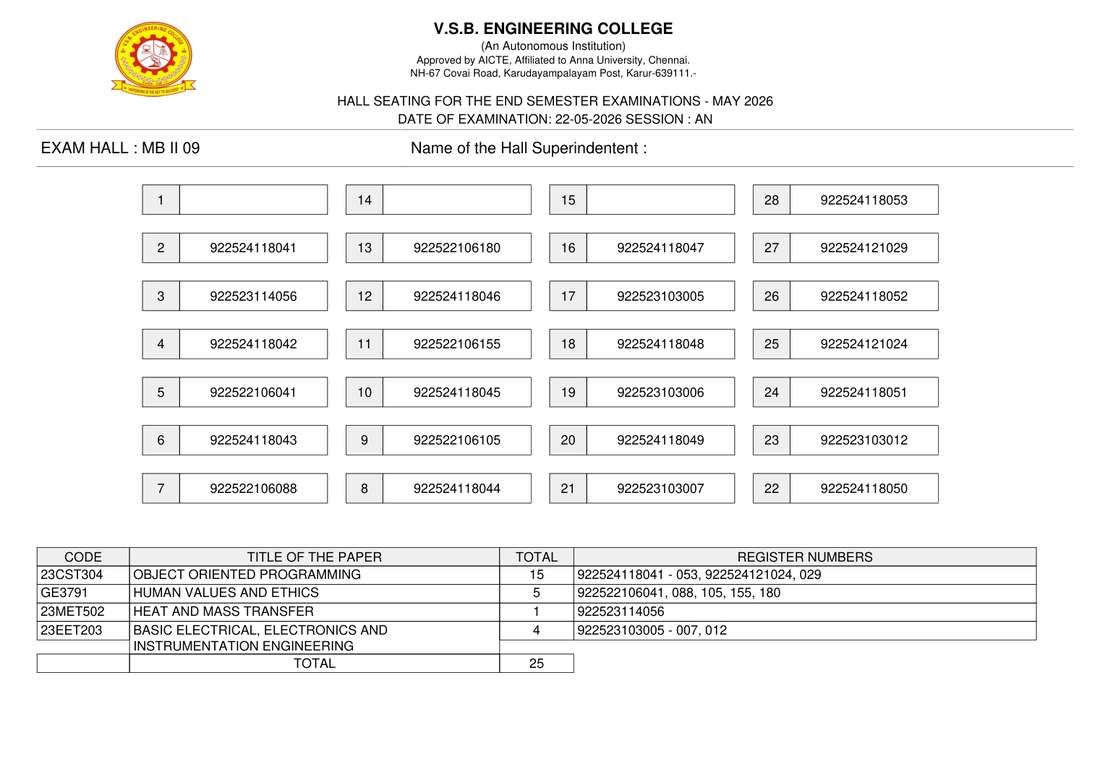 V.S.B. ENGINEERING COLLEGE
(An Autonomous Institution)
Approved by AICTE, Affiliated to Anna University, Chennai.
NH-67 Covai Road, Karudayampalayam Post, Karur-639111.-
HALL SEATING FOR THE END SEMESTER EXAMINATIONS - MAY 2026
DATE OF EXAMINATION: 22-05-2026 SESSION : AN
EXAM HALL : MB II 09 Name of the Hall Superindentent :
1 14 15 28 922524118053
2 922524118041 13 922522106180 16 922524118047 27 922524121029
3 922523114056 12 922524118046 17 922523103005 26 922524118052
4 922524118042 11 922522106155 18 922524118048 25 922524121024
5 922522106041 10 922524118045 19 922523103006 24 922524118051
6 922524118043 9 922522106105 20 922524118049 23 922523103012
7 922522106088 8 922524118044 21 922523103007 22 922524118050
CODE TITLE OF THE PAPER TOTAL REGISTER NUMBERS
23CST304 OBJECT ORIENTED PROGRAMMING 15 922524118041 - 053, 922524121024, 029
GE3791 HUMAN VALUES AND ETHICS 5 922522106041, 088, 105, 155, 180
23MET502 HEAT AND MASS TRANSFER 1 922523114056
23EET203 BASIC ELECTRICAL, ELECTRONICS AND 4 922523103005 - 007, 012
INSTRUMENTATION ENGINEERING
TOTAL 25